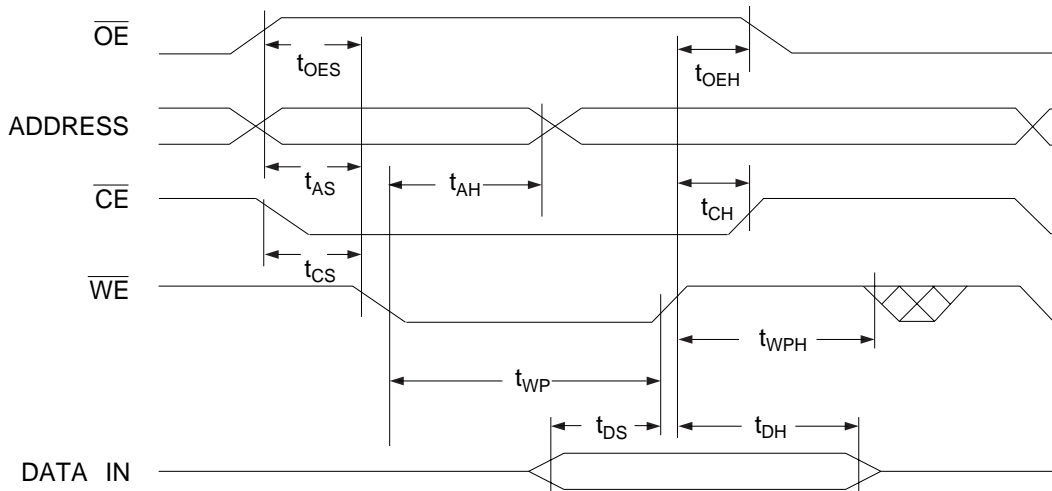 OE
tOES
tOEH
ADDRESS
tAS
tAH
CE
tCH
tCS
WE
tWPH
tWP
tDS
tDH
DATA IN